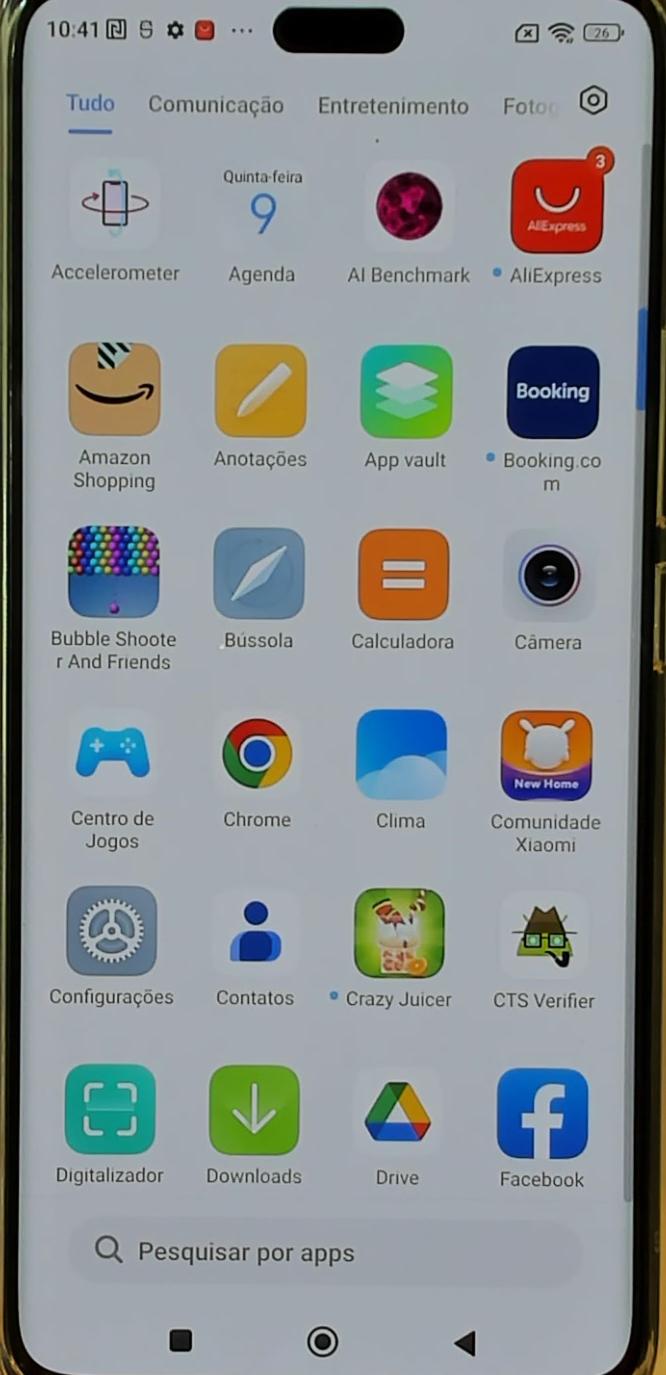 10:41
26
Tudo Comunicação Entretenimento Fotog
Quinta-feira
9
3
AliExpress
Accelerometer Agenda AI Benchmark AliExpress
Booking
Amazon Anotações App vault Booking.co
Shopping m
Bubble Shoote Bússola Calculadora Câmera
r And Friends
New Home
Centro de Chrome Clima Comunidade
Jogos Xiaomi
Configurações Contatos Crazy Juicer CTS Verifier
Digitalizador Downloads Drive Facebook
Pesquisar por apps